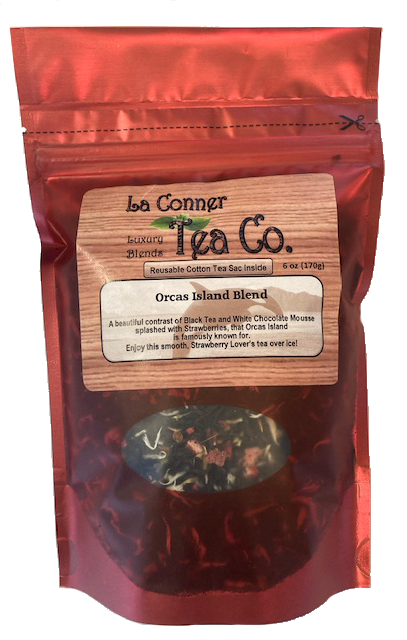 La Conner
Tea Co.
Luxury
Blends
Reusable Cotton Tea Sac Inside
6 oz (170g)
Orcas Island Blend
A beautiful contrast of Black Tea and White Chocolate Mousse
splashed with Strawberries, that Orcas Island
is famously known for.
Enjoy this smooth, Strawberry Lover's tea over ice!